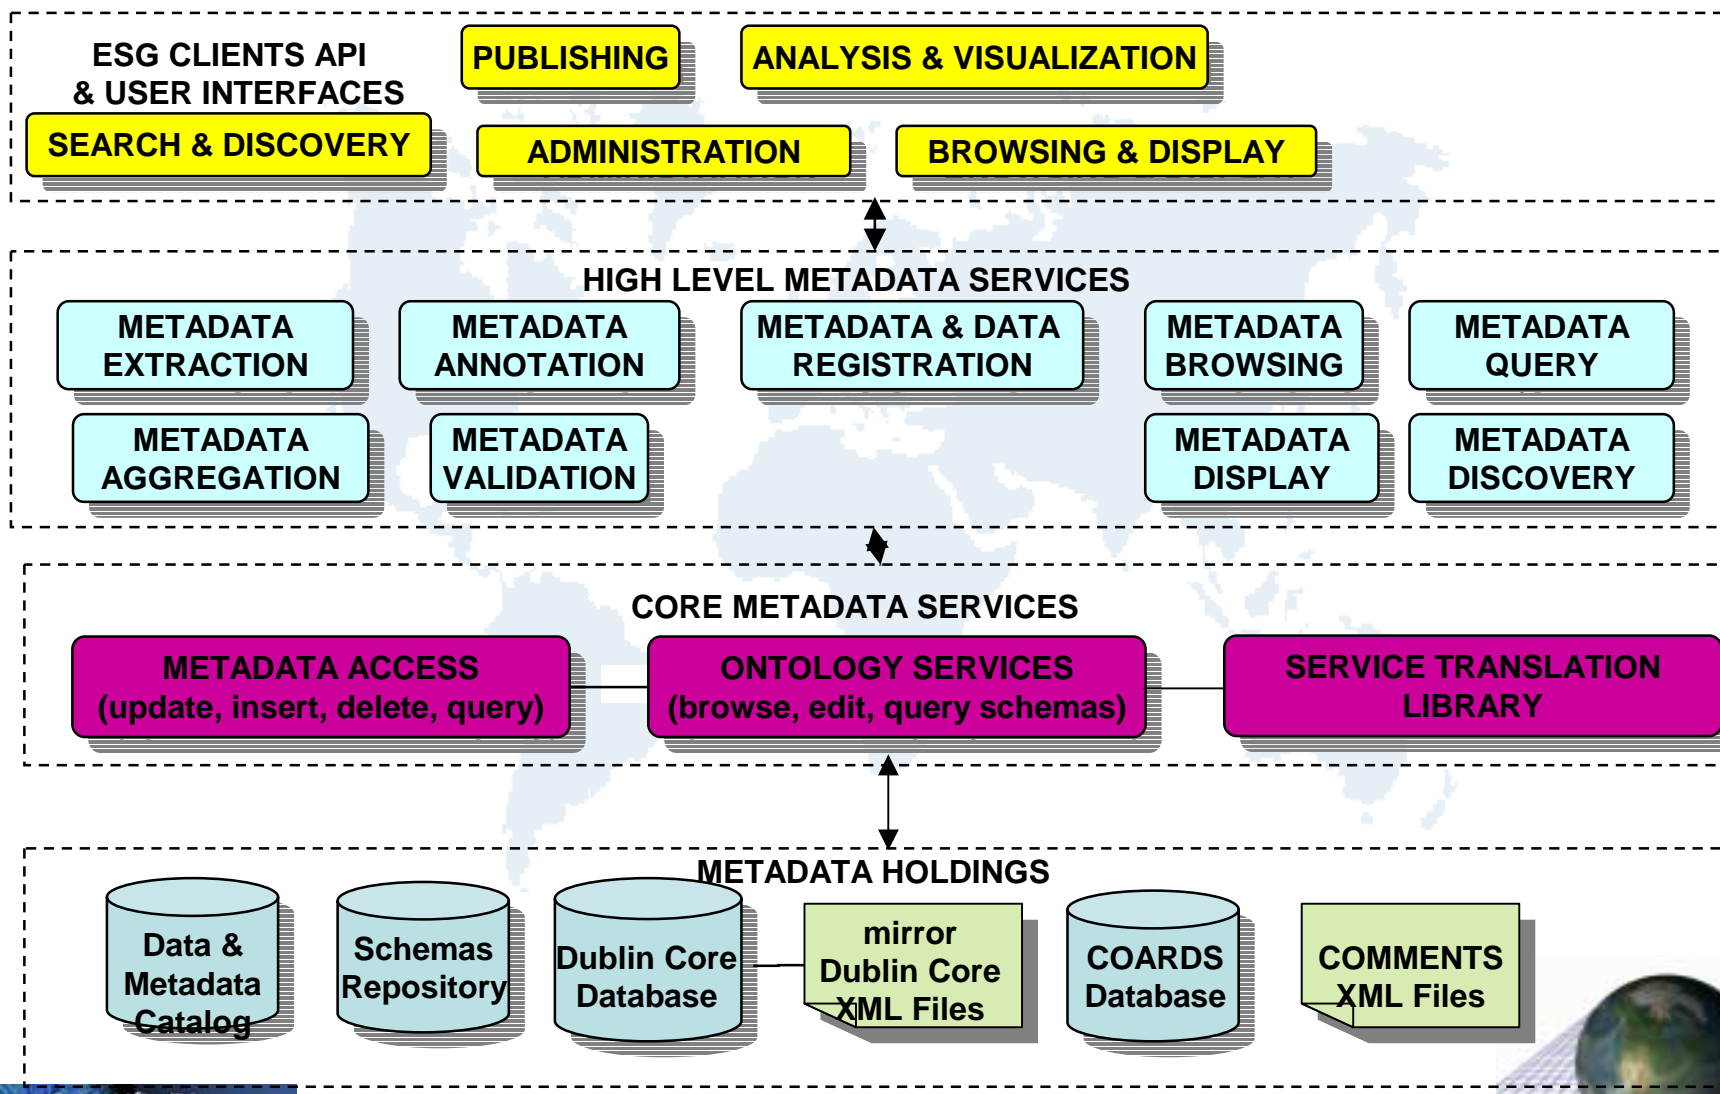 ESG CLIENTS API
& USER INTERFACES
PUBLISHING
ANALYSIS & VISUALIZATION
SEARCH & DISCOVERY
ADMINISTRATION
BROWSING & DISPLAY
HIGH LEVEL METADATA SERVICES
METADATA
EXTRACTION
METADATA
ANNOTATION
METADATA & DATA
REGISTRATION
METADATA
BROWSING
METADATA
QUERY
METADATA
AGGREGATION
METADATA
VALIDATION
METADATA
DISPLAY
METADATA
DISCOVERY
CORE METADATA SERVICES
METADATA ACCESS
(update, insert, delete, query)
ONTOLOGY SERVICES
(browse, edit, query schemas)
SERVICE TRANSLATION
LIBRARY
METADATA HOLDINGS
Data &
Metadata
Catalog
Schemas
Repository
Dublin Core
Database
mirror
Dublin Core
XML Files
COARDS
Database
COMMENTS
XML Files